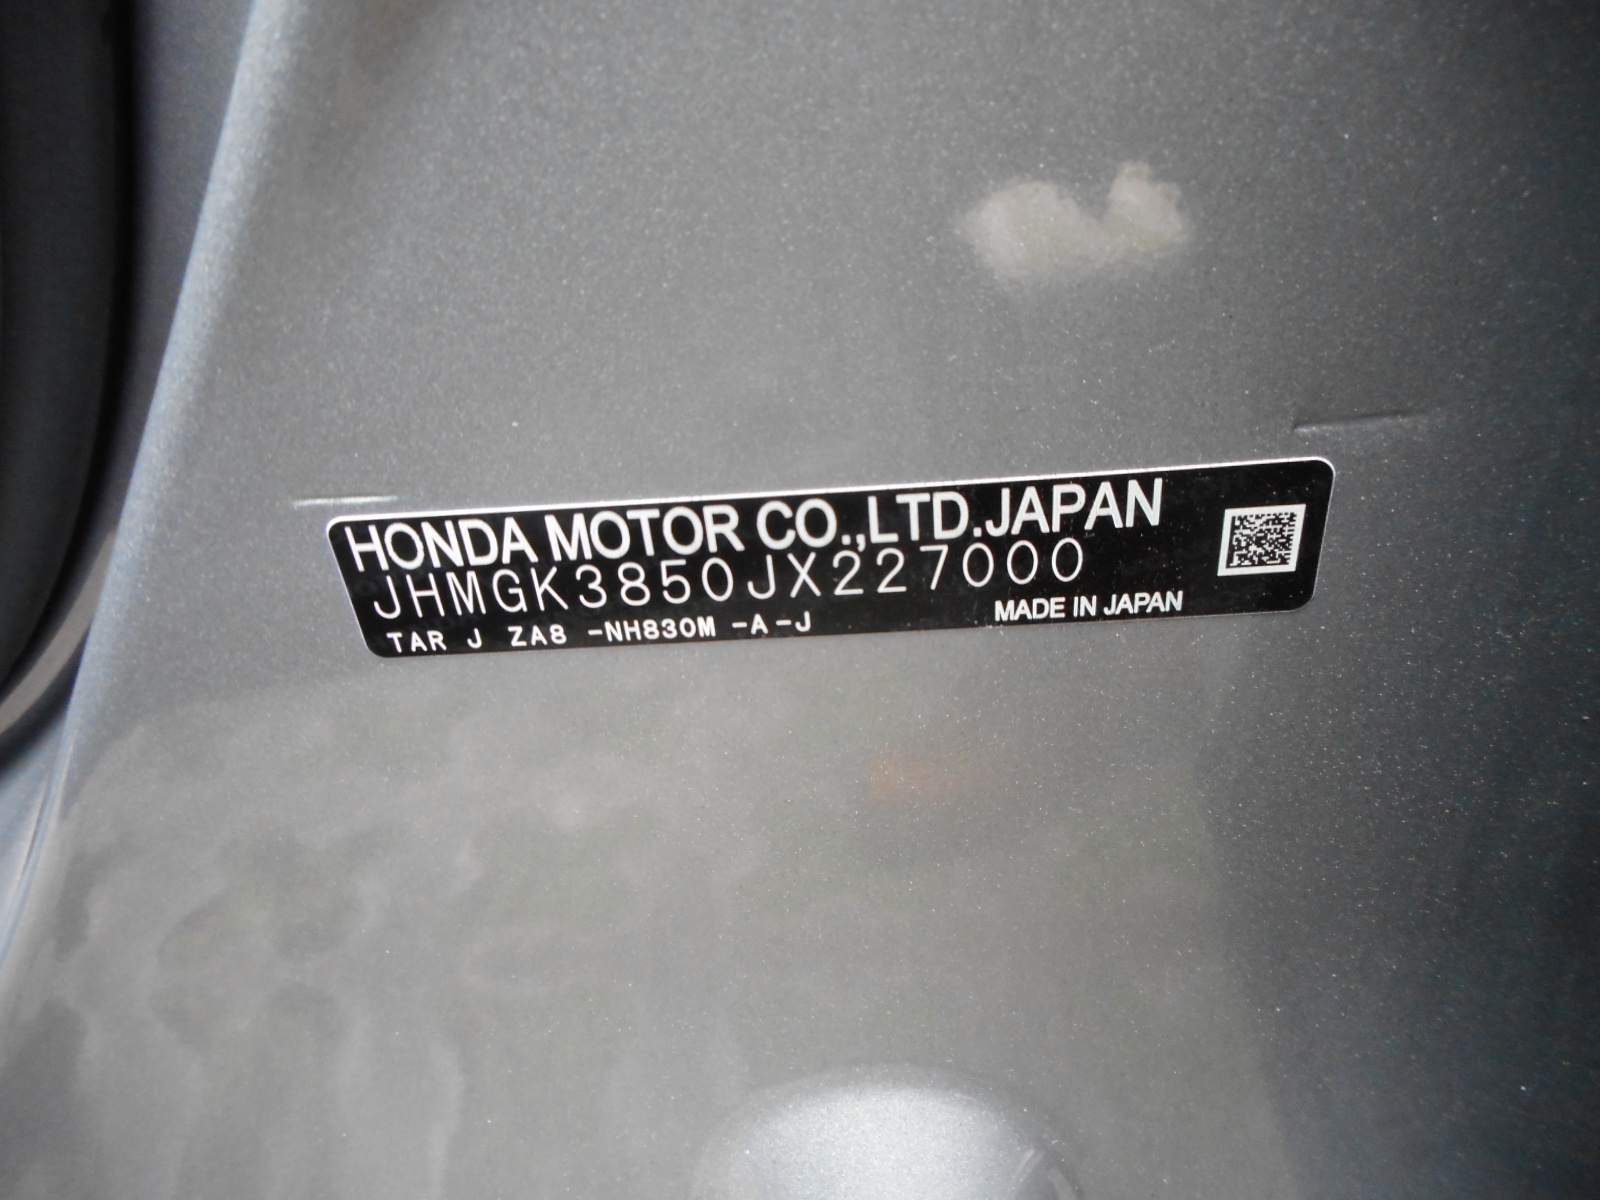 HONDA MOTOR CO.,LTD.JAPAN
JHMGK3850JX227000
TAR J ZA8 -NH830M -A-J
MADE IN JAPAN